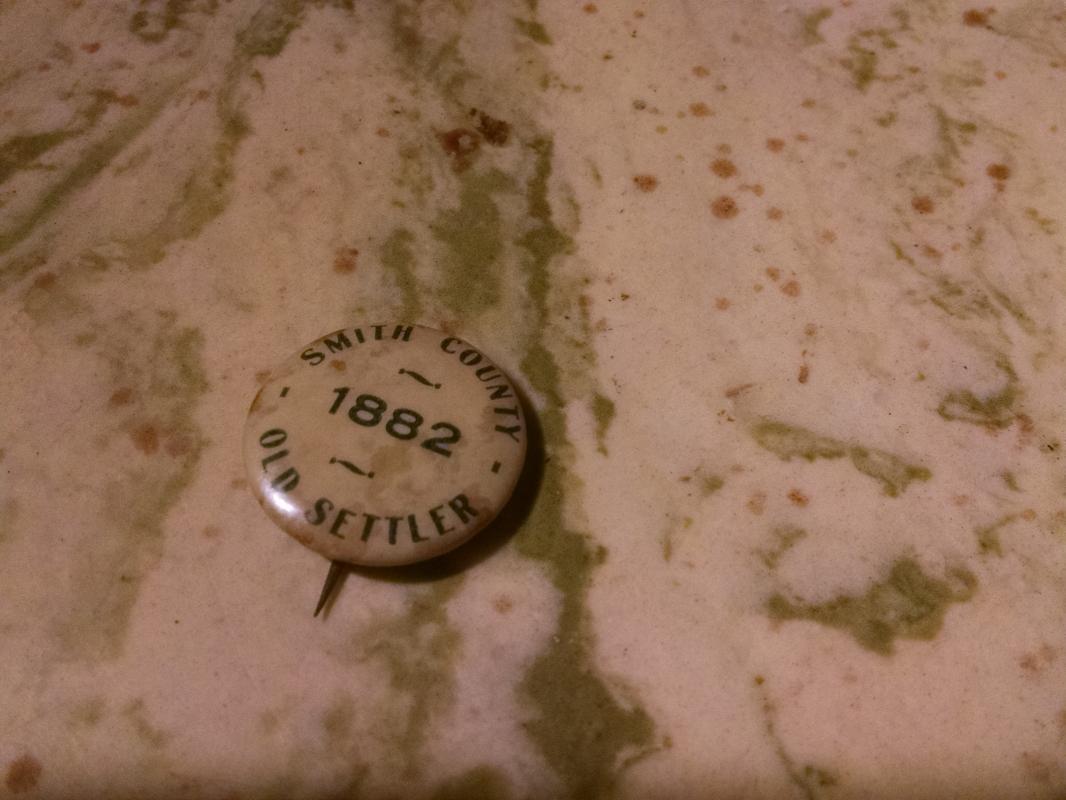 SMITH COUNTY
1882
OLD SETTLER